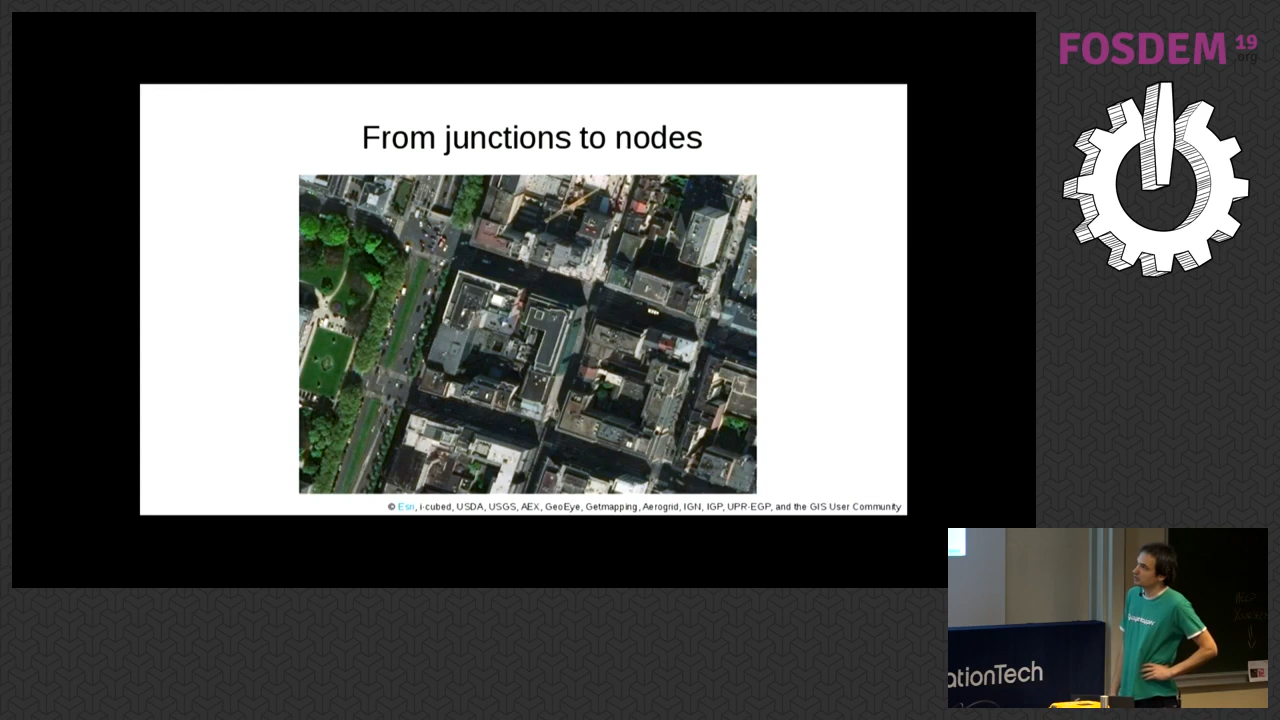 FOSDEM 19
.org
From junctions to nodes
© Esri, i-cubed, USDA, USGS, AEX, GeoEye, Getmapping, Aerogrid, IGN, IGP, UPR-EGP, and the GIS User Community
ationTech